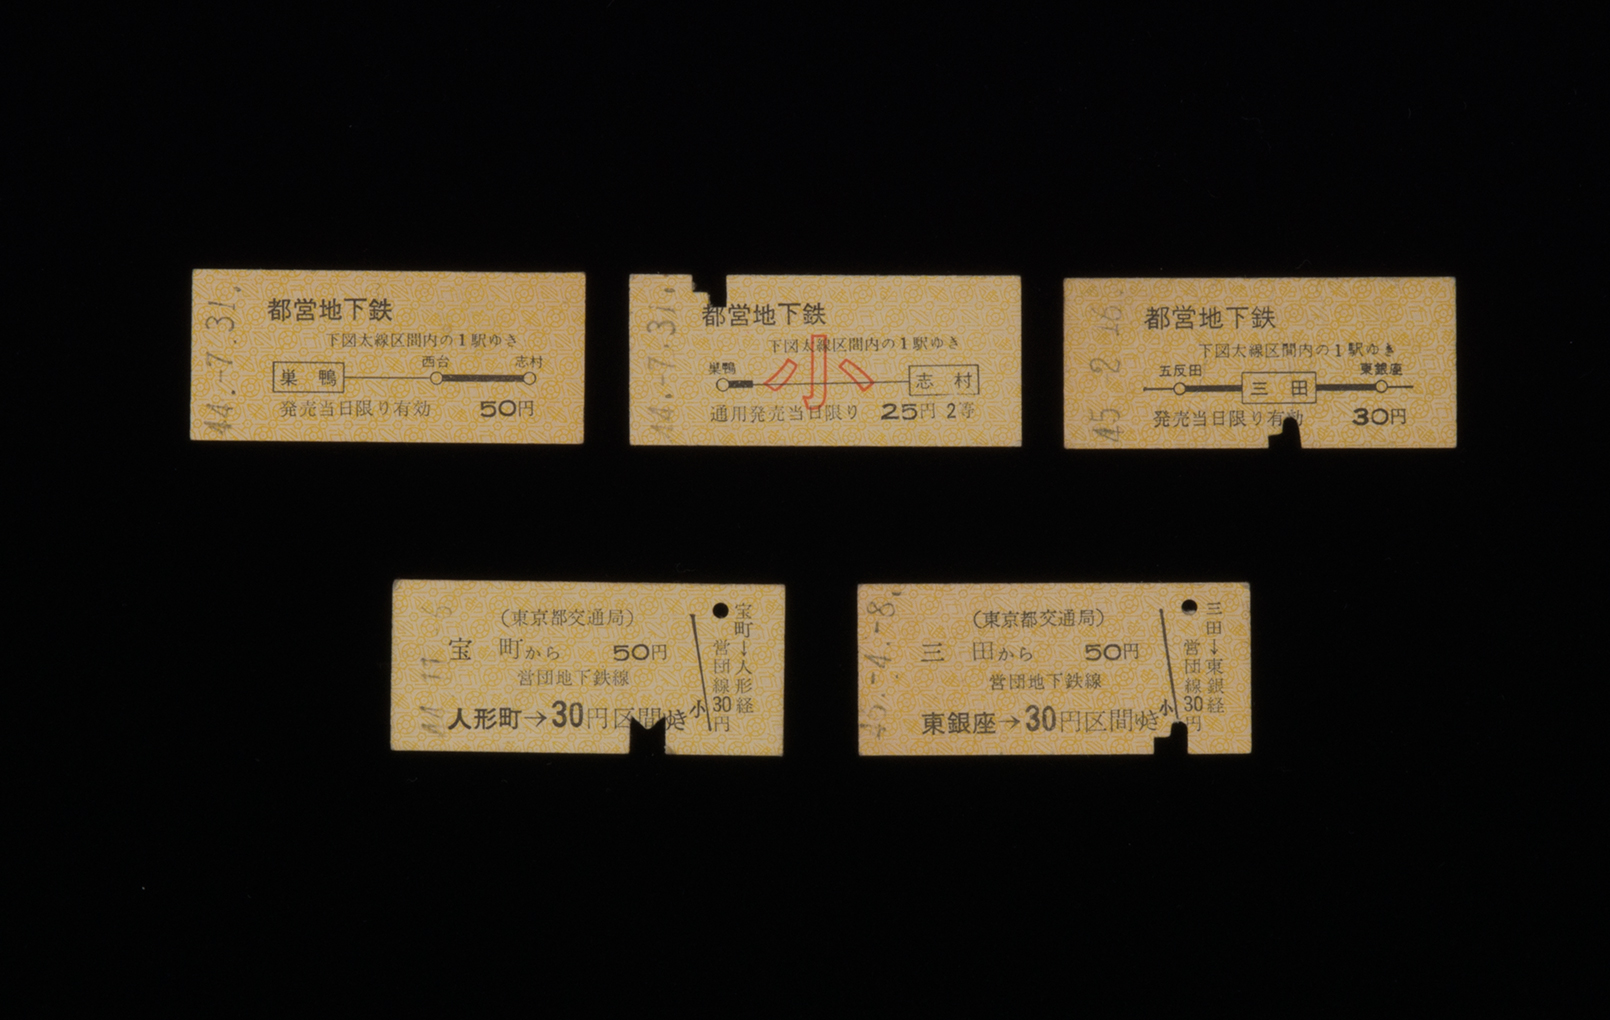 44.-7.31.
都営地下鉄
下図太線区間内の1駅ゆき
巣鴨 西台 志村
発売当日限り有効 50円
44.-7.31.
都営地下鉄
下図太線区間内の1駅ゆき
小
巣鴨 志村
通用発売当日限り 25円 2等
45.-2.16.
都営地下鉄
下図太線区間内の1駅ゆき
五反田 三田 東銀座
発売当日限り有効 30円
(東京都交通局)
宝町から 50円
営団地下鉄線
人形町→30円区間ゆき
小
宝町→人形経
営団線30円
45.-4.-8.
(東京都交通局)
三田から 50円
営団地下鉄線
東銀座→30円区間ゆき
小
三田→東銀経
営団線30円